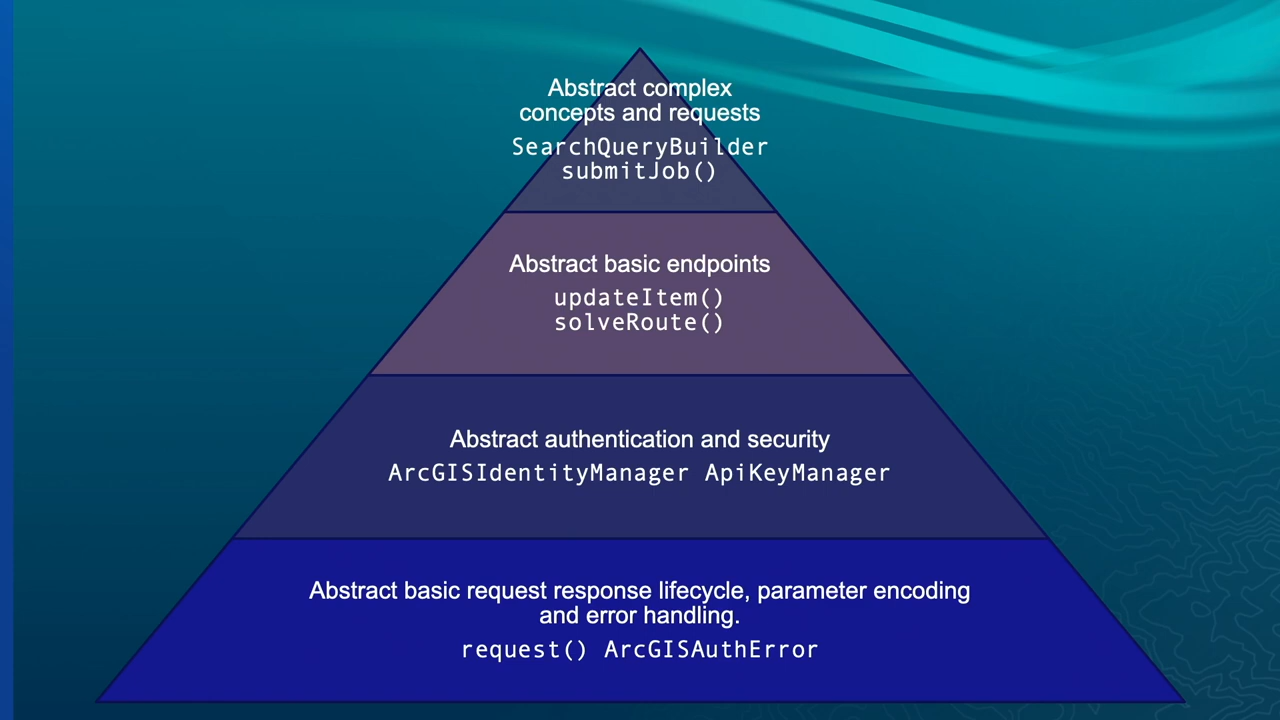 Abstract complex
concepts and requests
SearchQueryBuilder
submitJob()
Abstract basic endpoints
updateItem()
solveRoute()
Abstract authentication and security
ArcGISIdentityManager ApiKeyManager
Abstract basic request response lifecycle, parameter encoding
and error handling.
request() ArcGISAuthError